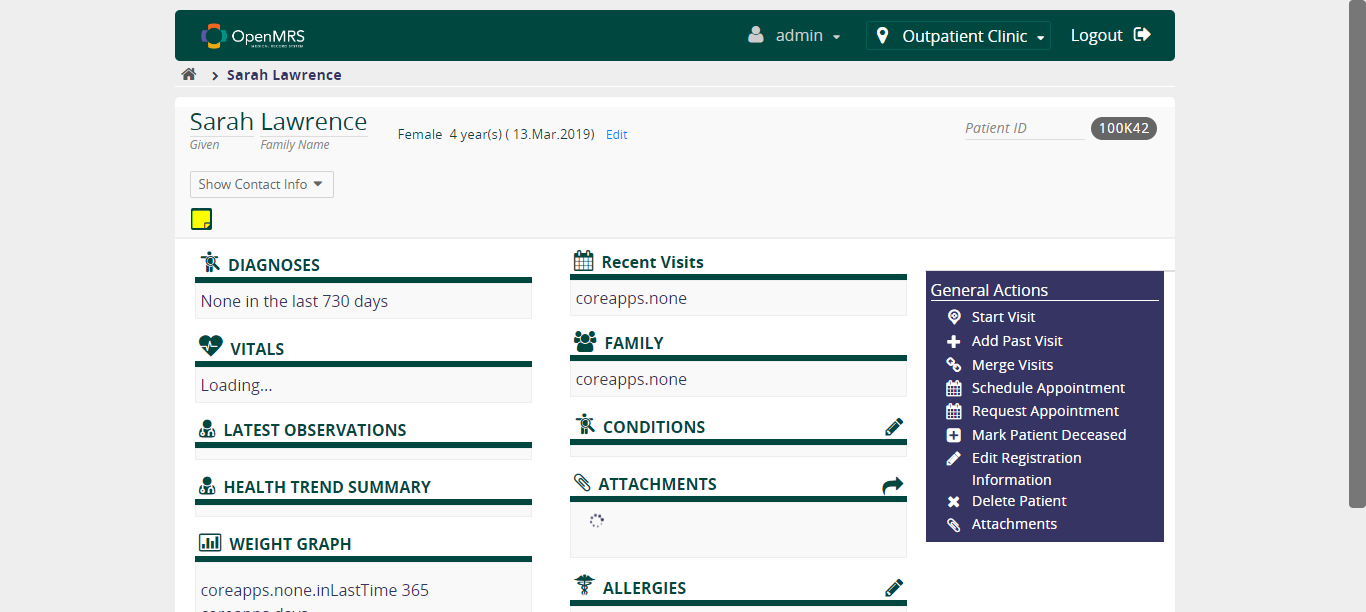 OpenMRS
MEDICAL RECORD SYSTEM
admin
Outpatient Clinic
Logout
Sarah Lawrence
Sarah Lawrence
Given
Family Name
Female 4 year(s) ( 13.Mar.2019) Edit
Patient ID
100K42
Show Contact Info
DIAGNOSES
None in the last 730 days
VITALS
Loading...
LATEST OBSERVATIONS
HEALTH TREND SUMMARY
WEIGHT GRAPH
coreapps.none.inLastTime 365
coreapps.days
Recent Visits
coreapps.none
FAMILY
coreapps.none
CONDITIONS
ATTACHMENTS
ALLERGIES
General Actions
Start Visit
Add Past Visit
Merge Visits
Schedule Appointment
Request Appointment
Mark Patient Deceased
Edit Registration
Information
Delete Patient
Attachments